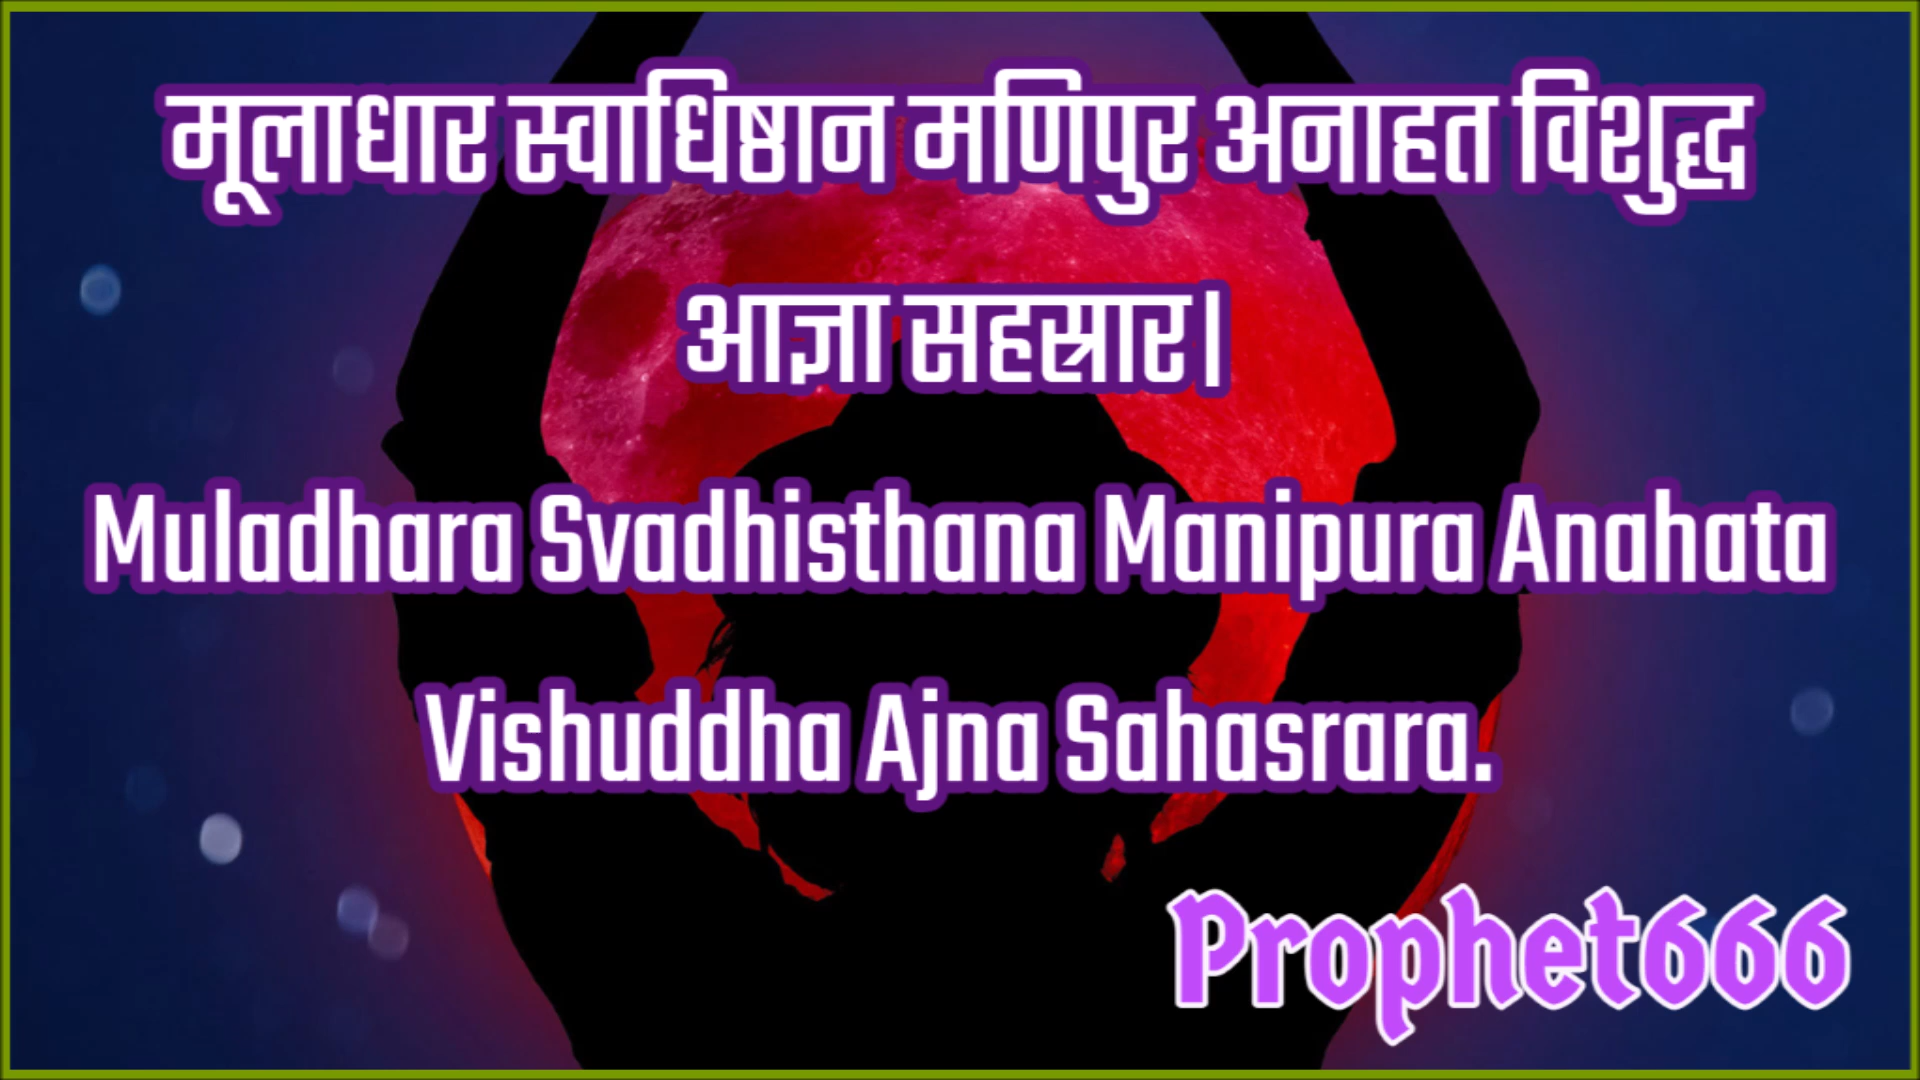 मूलाधार स्वाधिष्ठान मणिपुर अनाहत विशुद्ध
आज्ञा सहस्रार।
Muladhara Svadhisthana Manipura Anahata
Vishuddha Ajna Sahasrara.
Prophet666